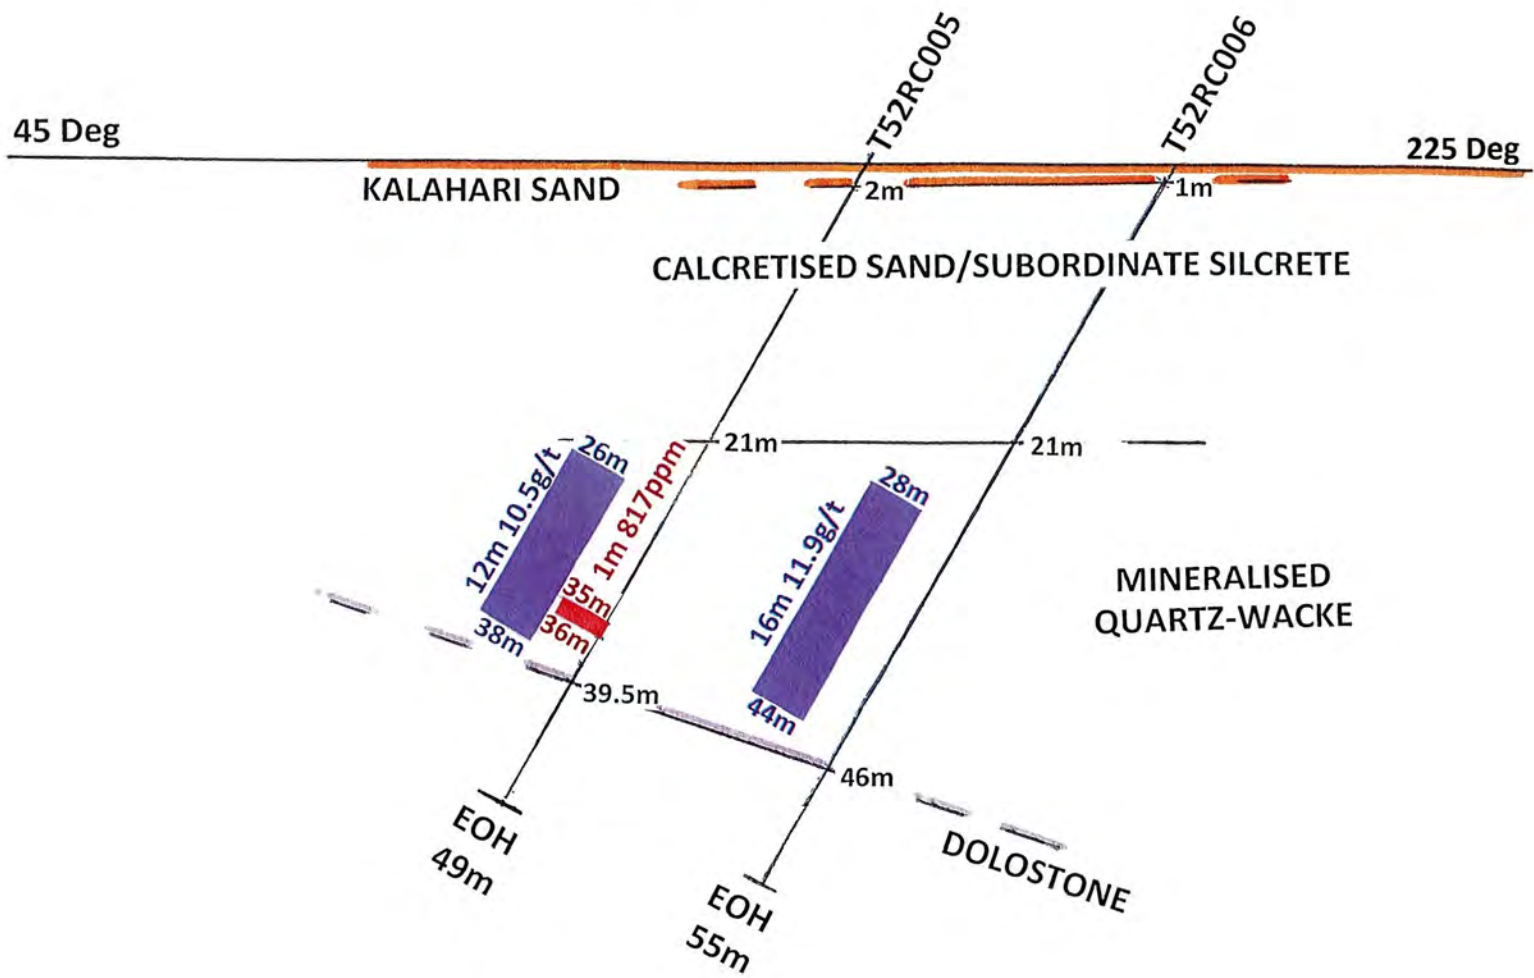 T52RC005
T52RC006
45 Deg
225 Deg
KALAHARI SAND
2m
1m
CALCRETISED SAND/SUBORDINATE SILCRETE
21m
21m
26m
12m 10.5g/t
1m 817ppm
35m
36m
38m
28m
16m 11.9g/t
44m
MINERALISED
QUARTZ-WACKE
39.5m
46m
EOH
49m
EOH
55m
DOLOSTONE